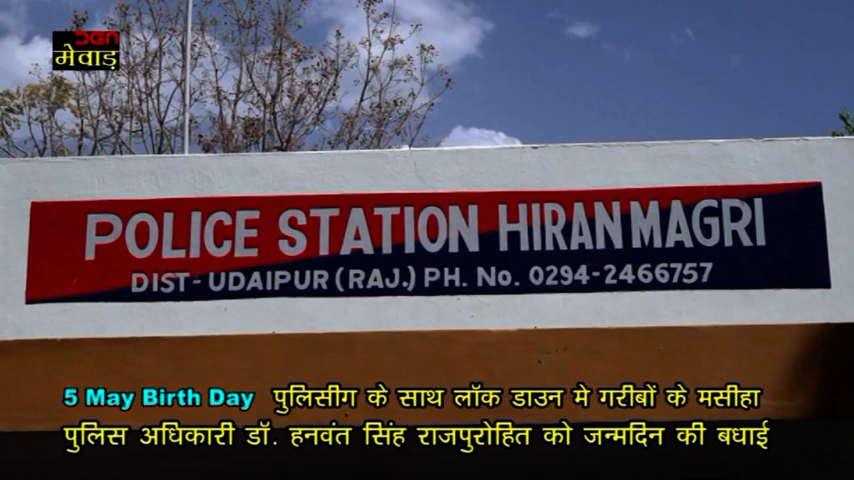 DGN
मेवाड़
POLICE STATION HIRAN MAGRI
DIST- UDAIPUR (RAJ.) PH. No. 0294-2466757
5 May Birth Day पुलिसींग के साथ लॉक डाउन मे गरीबों के मसीहा
पुलिस अधिकारी डॉ. हनवंत सिंह राजपुरोहित को जन्मदिन की बधाई